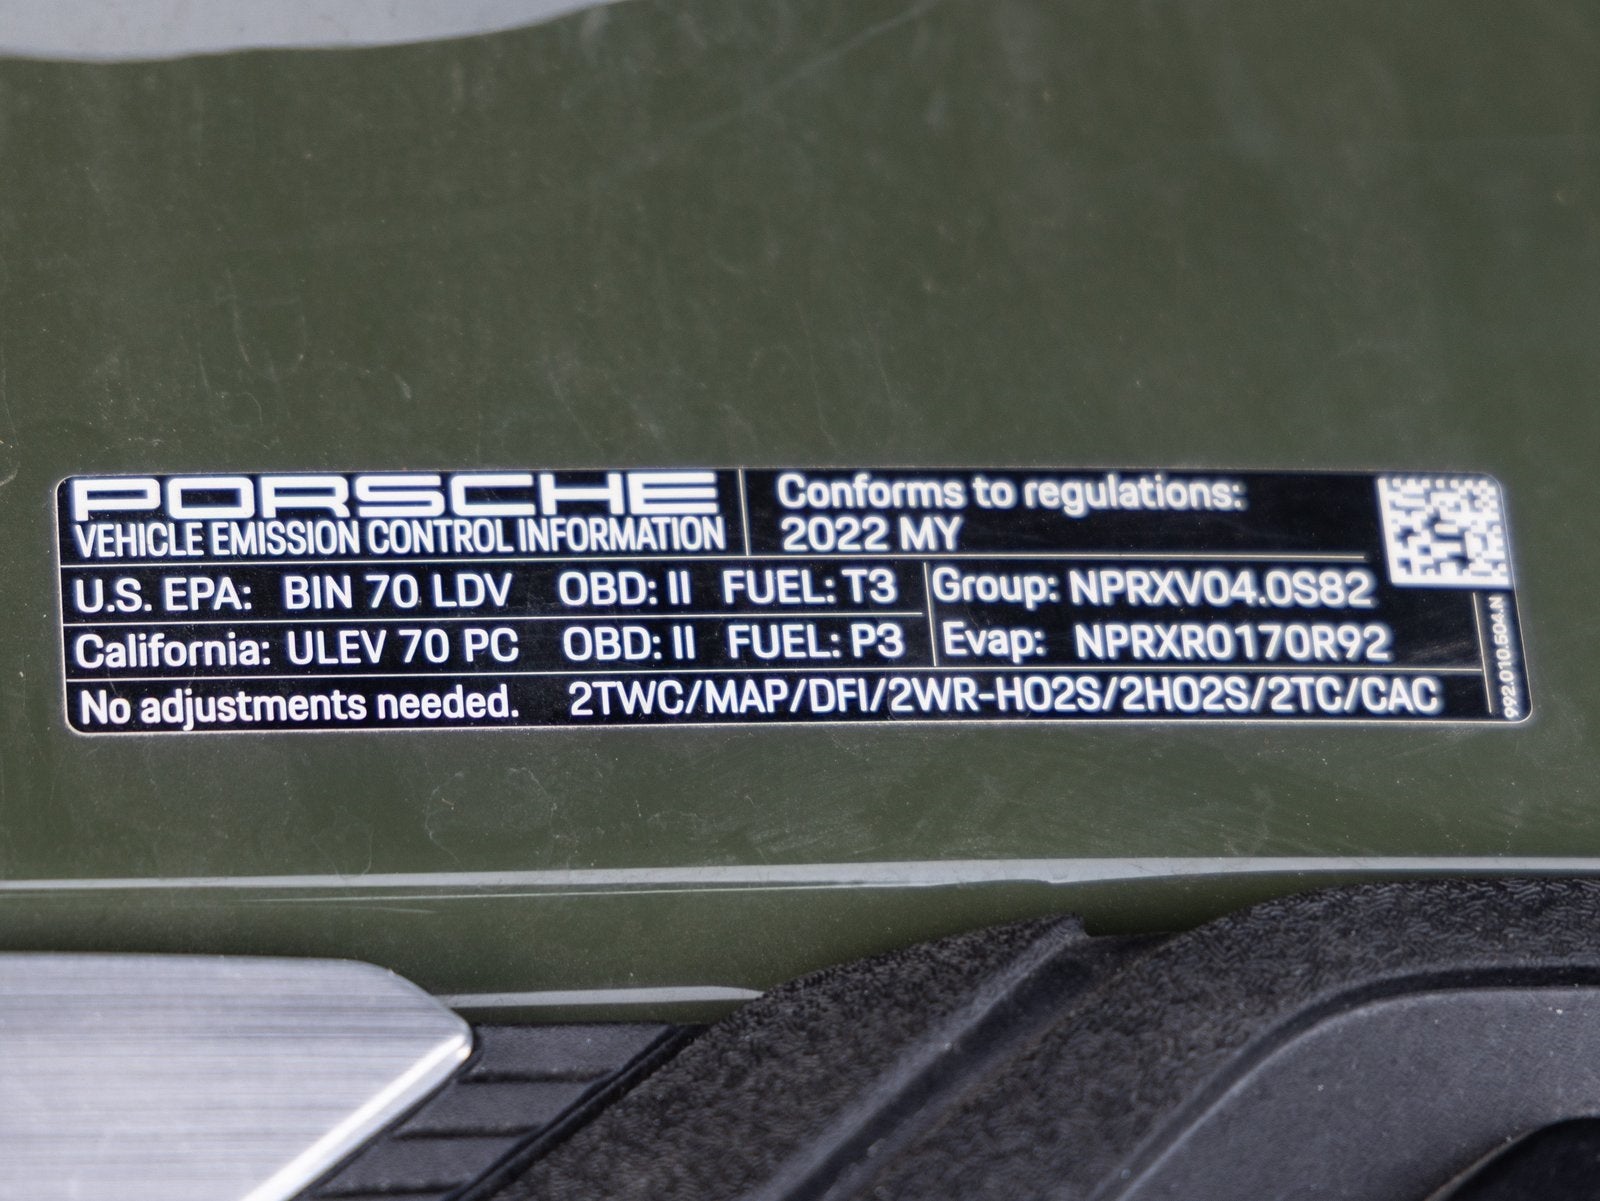 PORSCHE
VEHICLE EMISSION CONTROL INFORMATION
Conforms to regulations:
2022 MY
U.S. EPA: BIN 70 LDV OBD: II FUEL: T3
California: ULEV 70 PC OBD: II FUEL: P3
Group: NPRXV04.0S82
Evap: NPRXR0170R92
No adjustments needed. 2TWC/MAP/DFI/2WR-HO2S/2HO2S/2TC/CAC
992.010.504.N